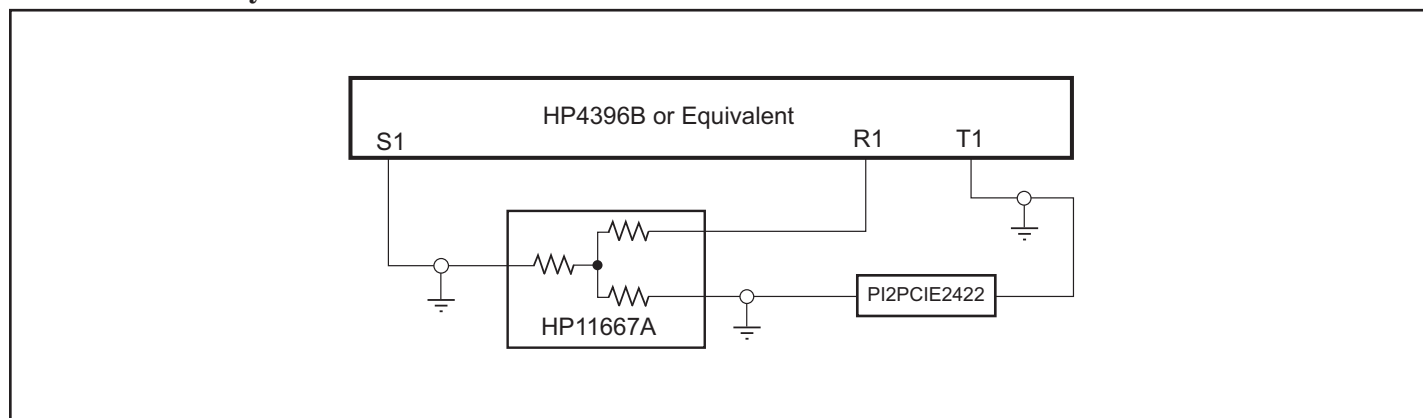 HP4396B or Equivalent
S1
R1
T1
PI2PCIE2422
HP11667A